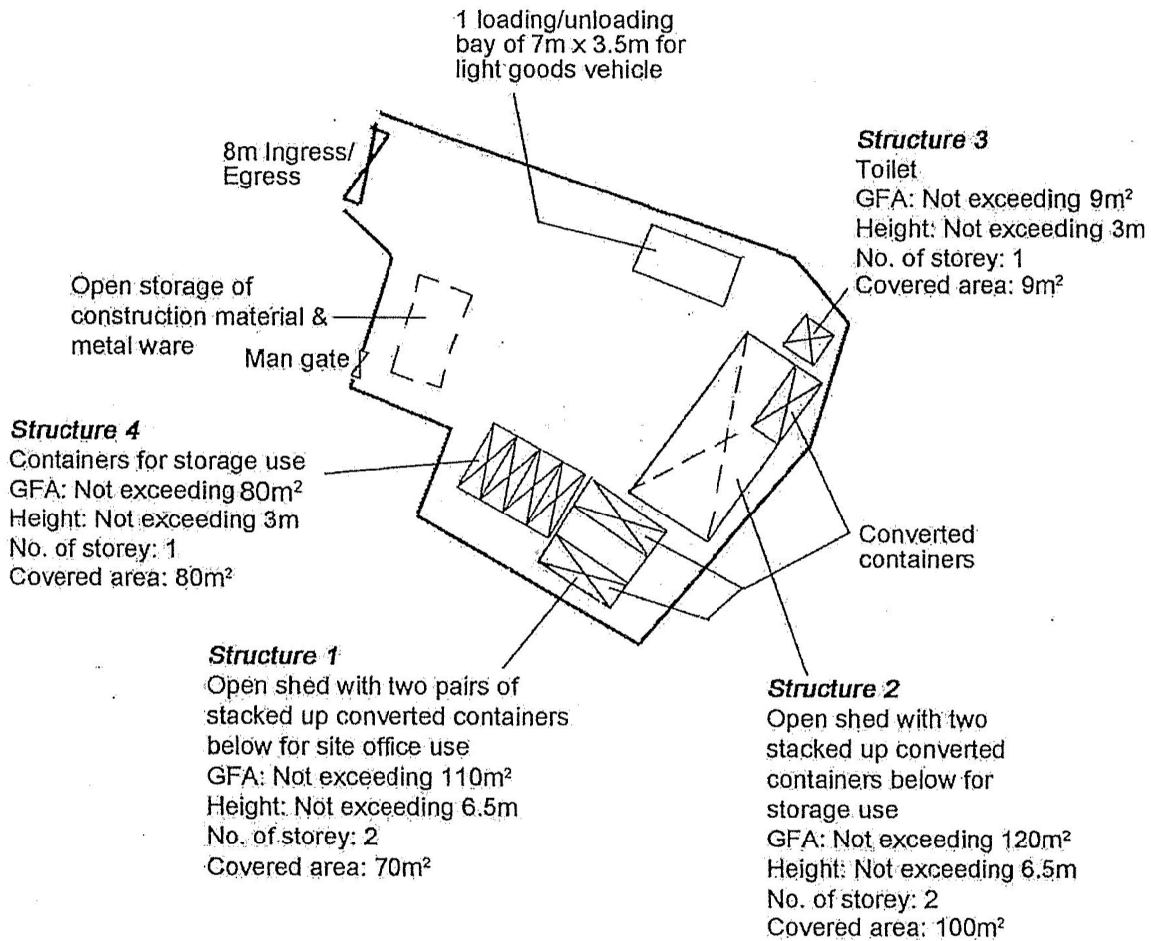 1 loading/unloading
bay of 7m x 3.5m for
light goods vehicle
8m Ingress/
Egress
Structure 3
Toilet
GFA: Not exceeding 9m²
Height: Not exceeding 3m
No. of storey: 1
Covered area: 9m²
Open storage of
construction material &
metal ware
Man gate
Structure 4
Containers for storage use
GFA: Not exceeding 80m²
Height: Not exceeding 3m
No. of storey: 1
Covered area: 80m²
Converted
containers
Structure 1
Open shed with two pairs of
stacked up converted containers
below for site office use
GFA: Not exceeding 110m²
Height: Not exceeding 6.5m
No. of storey: 2
Covered area: 70m²
Structure 2
Open shed with two
stacked up converted
containers below for
storage use
GFA: Not exceeding 120m²
Height: Not exceeding 6.5m
No. of storey: 2
Covered area: 100m²